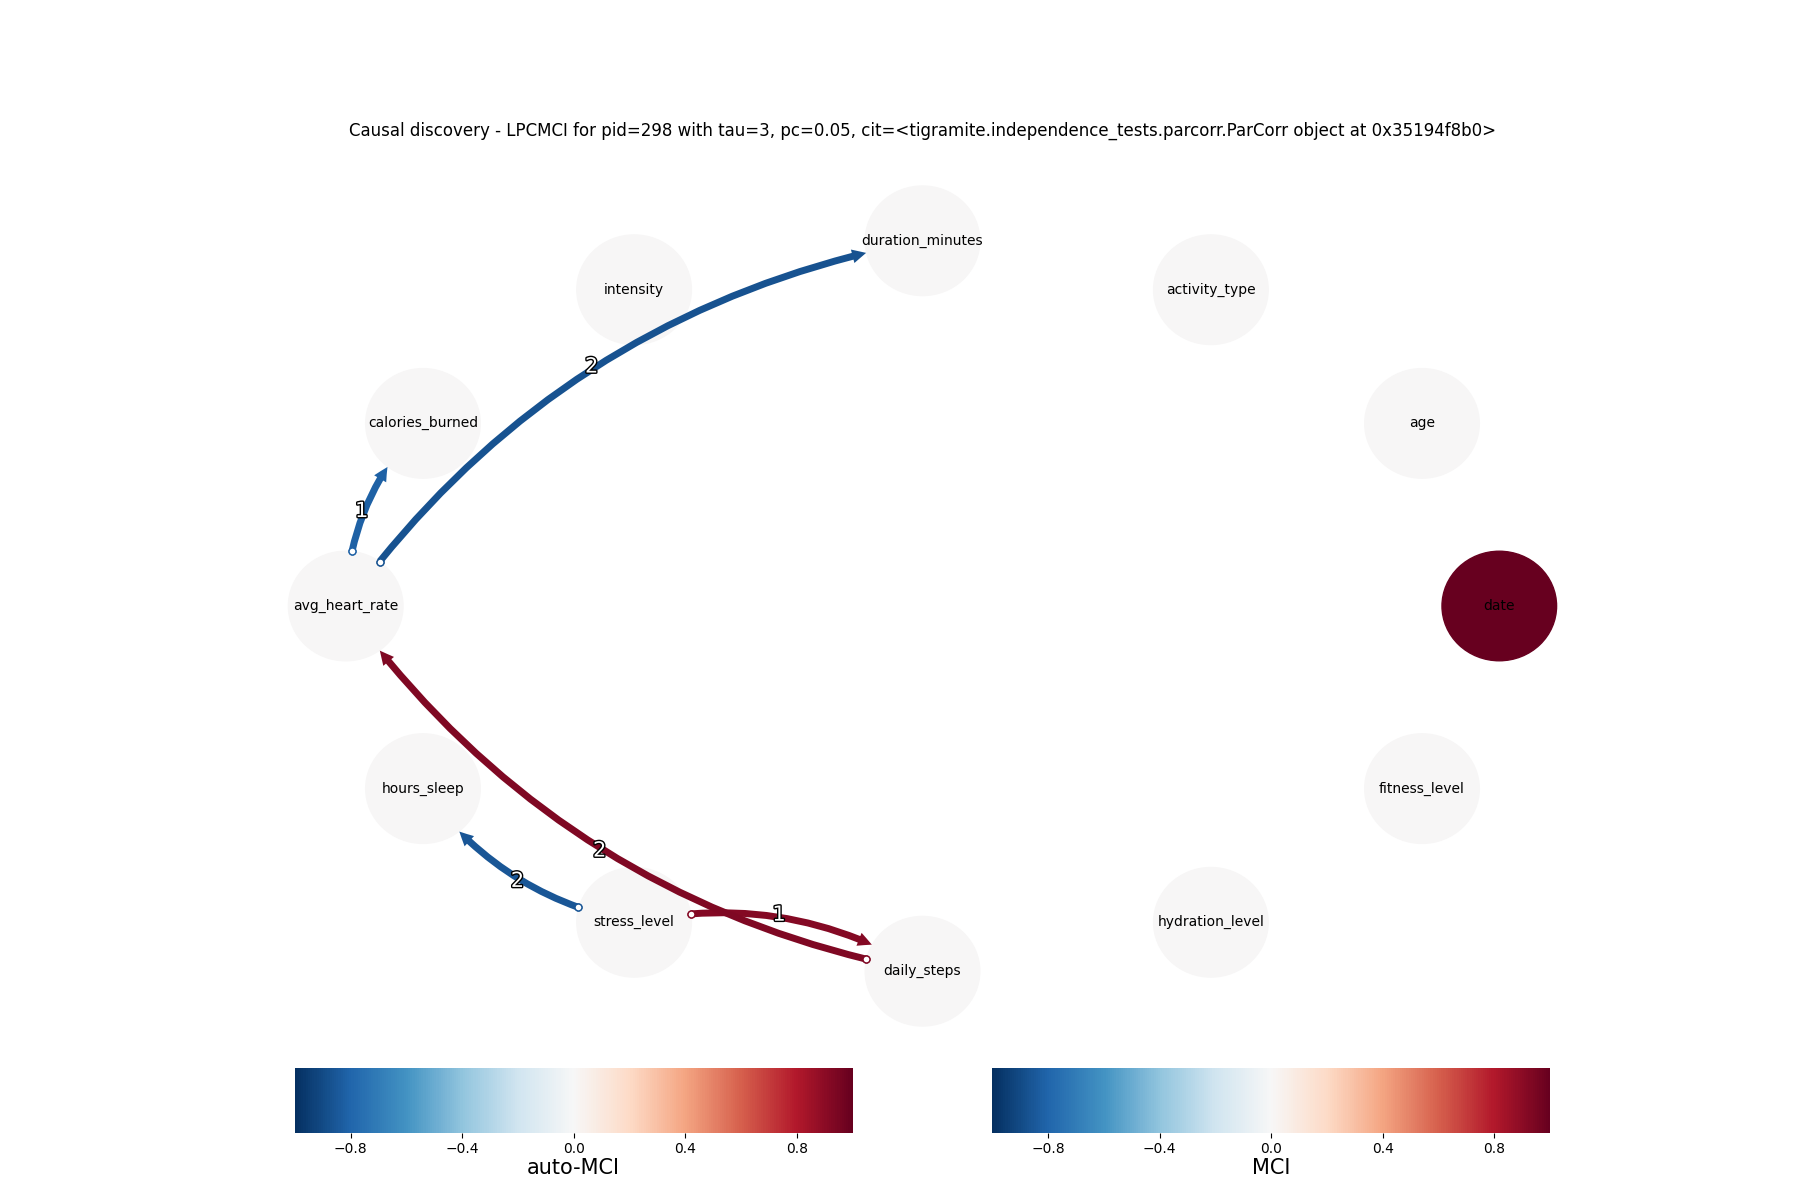 Causal discovery - LPCMCI for pid=298 with tau=3, pc=0.05, cit=<tigramite.independence_tests.parcorr.ParCorr object at 0x35194f8b0>
duration_minutes
intensity
activity_type
2
calories_burned
age
1
avg_heart_rate
date
hours_sleep
fitness_level
2
2
1
stress_level
hydration_level
daily_steps
−0.8 −0.4 0.0 0.4 0.8
auto-MCI
−0.8 −0.4 0.0 0.4 0.8
MCI